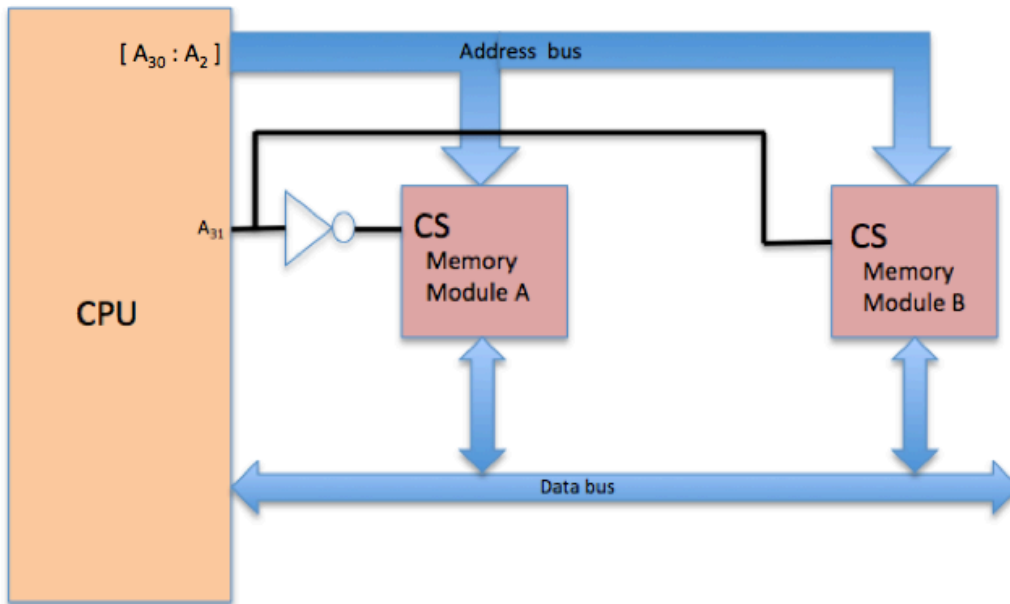 [ A₃₀ : A₂ ]
Address bus
A₃₁
CS
Memory
Module A
CS
Memory
Module B
CPU
Data bus